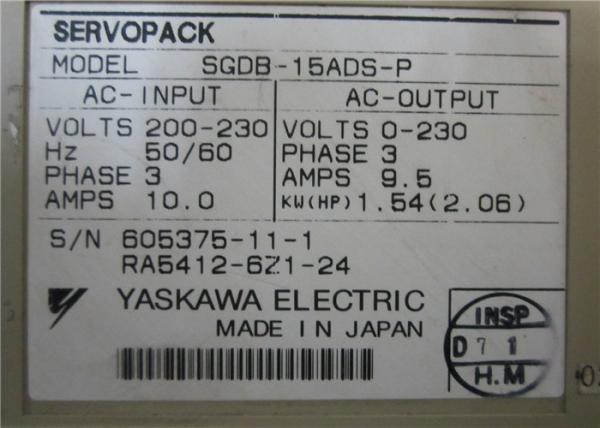 SERVOPACK
MODEL SGDB-15ADS-P
AC-INPUT
VOLTS 200-230
Hz 50/60
PHASE 3
AMPS 10.0
AC-OUTPUT
VOLTS 0-230
PHASE 3
AMPS 9.5
KW(HP) 1.54(2.06)
S/N 605375-11-1
RA5412-6Z1-24
YASKAWA ELECTRIC
MADE IN JAPAN
INSP
D 7 1
H.M